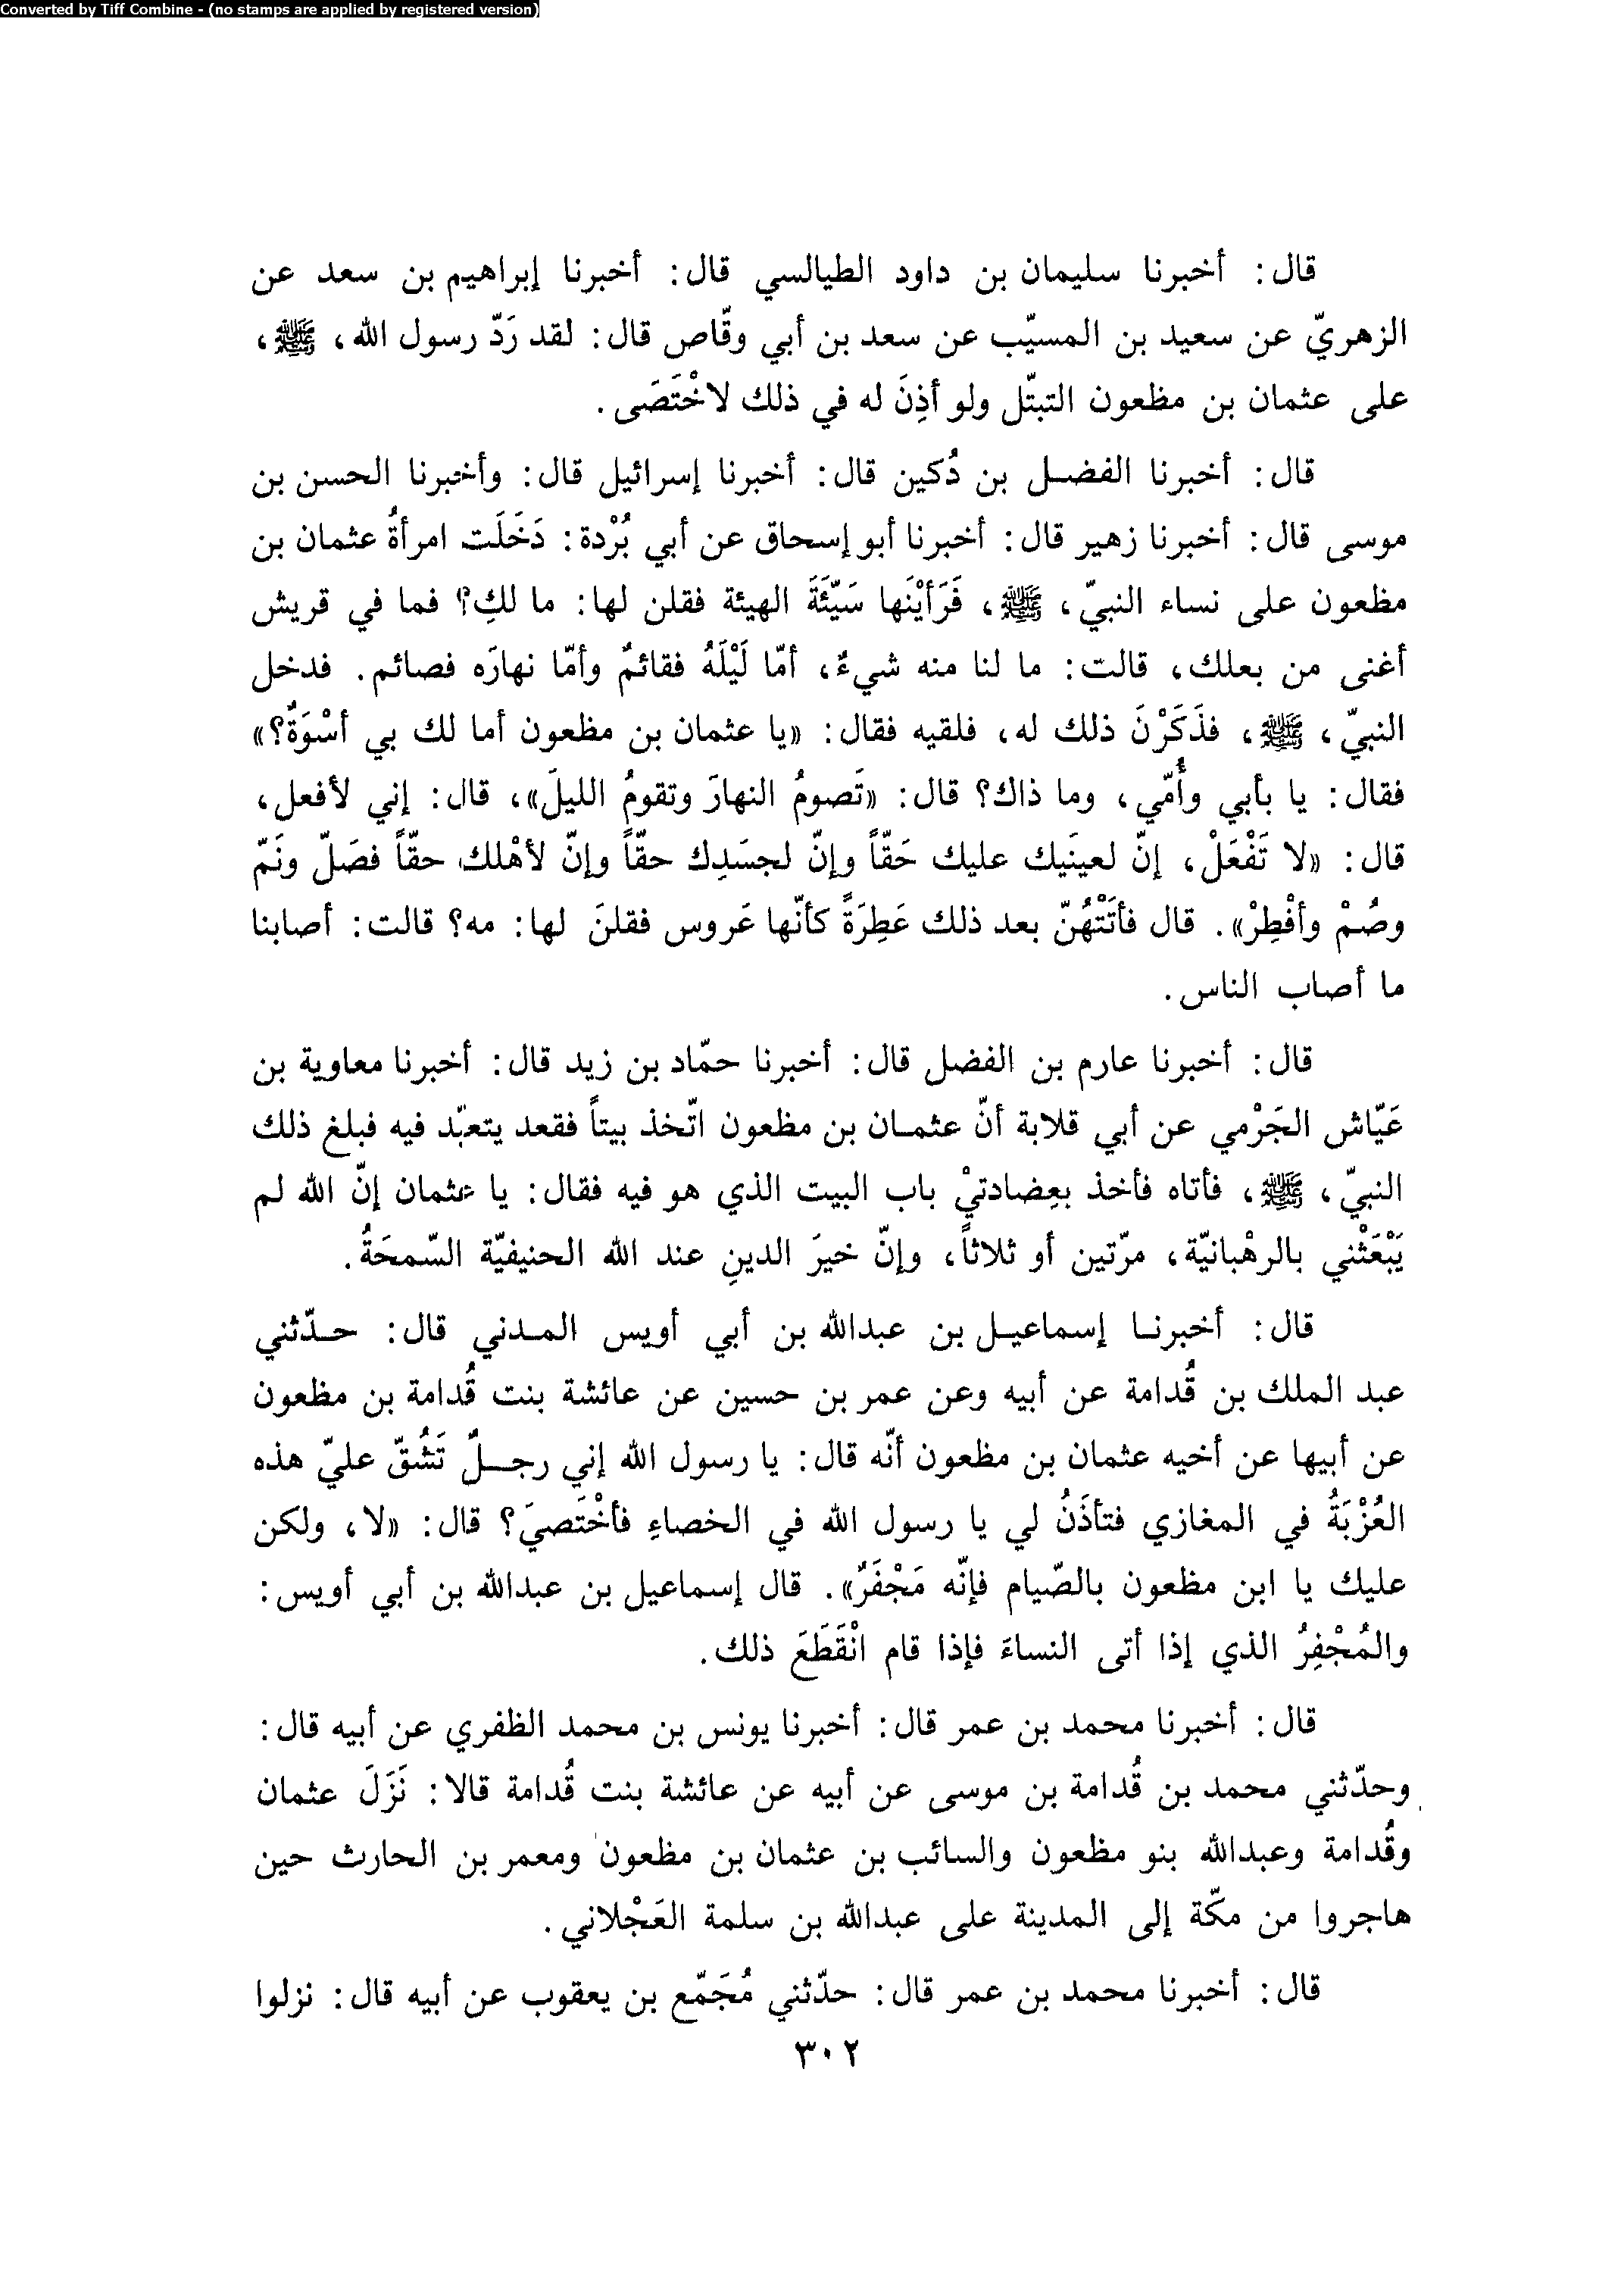 Converted by Tiff Combine - (no stamps are applied by registered version)
قال: أخبرنا سليمان بن داود الطيالسي قال: أخبرنا إبراهيم بن سعد عن
الزهريّ عن سعيد بن المسيّب عن سعد بن أبي وقّاص قال: لقد رَدّ رسول الله، ﷺ،
على عثمان بن مظعون التبتّل ولو أذِنَ له في ذلك لاخْتَصَى.
قال: أخبرنا الفضل بن دُكين قال: أخبرنا إسرائيل قال: وأخبرنا الحسن بن
موسى قال: أخبرنا زهير قال: أخبرنا أبو إسحاق عن أبي بُرْدة: دَخَلَت امرأةُ عثمان بن
مظعون على نساء النبيّ، ﷺ، فَرَأيْنَها سَيّئَةَ الهيئة فقلن لها: ما لكِ؟ فما في قريش
أغنى من بعلك، قالت: ما لنا منه شيءٌ، أمّا لَيْلَهُ فقائمٌ وأمّا نهارَه فصائم. فدخل
النبيّ، ﷺ، فذَكَرْنَ ذلك له، فلقيه فقال: «يا عثمان بن مظعون أما لك بي أسْوَةٌ؟»
فقال: يا بأبي وأُمّي، وما ذاك؟ قال: «تَصومُ النهارَ وتقومُ الليلَ»، قال: إني لأفعل،
قال: «لا تَفْعَلْ، إنّ لعينَيك عليك حَقّاً وإنّ لجسَدِك حقّاً وإنّ لأهْلك حقّاً فصَلّ ونَمّ
وصُمْ وأفْطِرْ». قال فأتَتْهُنّ بعد ذلك عَطِرَةً كأنّها عَروس فقلنَ لها: مه؟ قالت: أصابنا
ما أصاب الناس.
قال: أخبرنا عارم بن الفضل قال: أخبرنا حمّاد بن زيد قال: أخبرنا معاوية بن
عَيّاش الجَرْمي عن أبي قلابة أنّ عثمان بن مظعون اتّخذ بيتاً فقعد يتعبّد فيه فبلغ ذلك
النبيّ، ﷺ، فأتاه فأخذ بعِضادتيْ باب البيت الذي هو فيه فقال: يا عثمان إنّ الله لم
يَبْعَثْني بالرهْبانيّة، مرّتين أو ثلاثاً، وإنّ خيرَ الدينِ عند الله الحنيفيّة السّمحَةُ.
قال: أخبرنا إسماعيل بن عبدالله بن أبي أويس المدني قال: حدّثني
عبد الملك بن قُدامة عن أبيه وعن عمر بن حسين عن عائشة بنت قُدامة بن مظعون
عن أبيها عن أخيه عثمان بن مظعون أنّه قال: يا رسول الله إني رجلٌ تَشُقّ عليّ هذه
العُزْبَةُ في المغازي فتأذَنُ لي يا رسول الله في الخصاءِ فأخْتَصيَ؟ قال: «لا، ولكن
عليك يا ابن مظعون بالصّيام فإنّه مَجْفَرٌ». قال إسماعيل بن عبدالله بن أبي أويس:
والمُجْفِرُ الذي إذا أتى النساءَ فإذا قام انْقَطَعَ ذلك.
قال: أخبرنا محمد بن عمر قال: أخبرنا يونس بن محمد الظفري عن أبيه قال:
وحدّثني محمد بن قُدامة بن موسى عن أبيه عن عائشة بنت قُدامة قالا: نَزَلَ عثمان
وقُدامة وعبدالله بنو مظعون والسائب بن عثمان بن مظعون ومعمر بن الحارث حين
هاجروا من مكّة إلى المدينة على عبدالله بن سلمة العَجْلاني.
قال: أخبرنا محمد بن عمر قال: حدّثني مُجَمّع بن يعقوب عن أبيه قال: نزلوا
٣٠٢